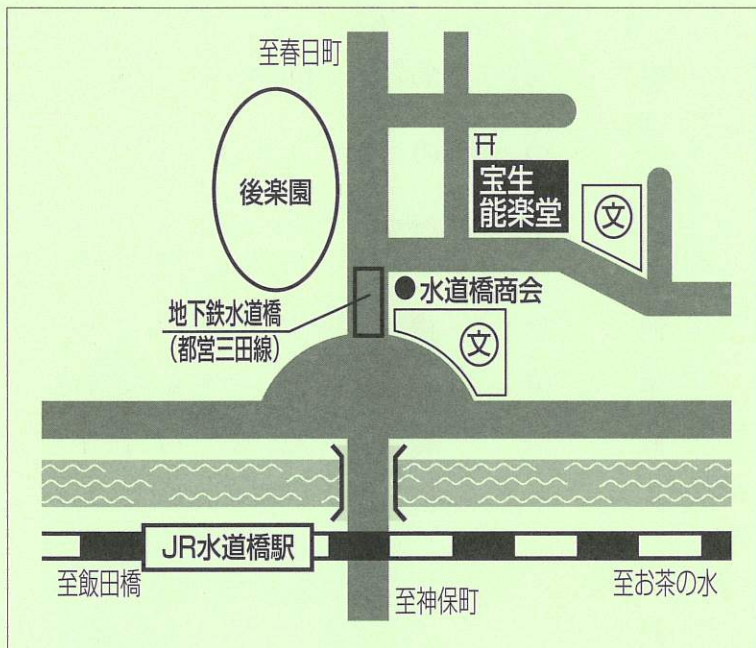 至春日町
後楽園
宝生
能楽堂
文
水道橋商会
地下鉄水道橋
(都営三田線)
文
JR水道橋駅
至飯田橋
至神保町
至お茶の水